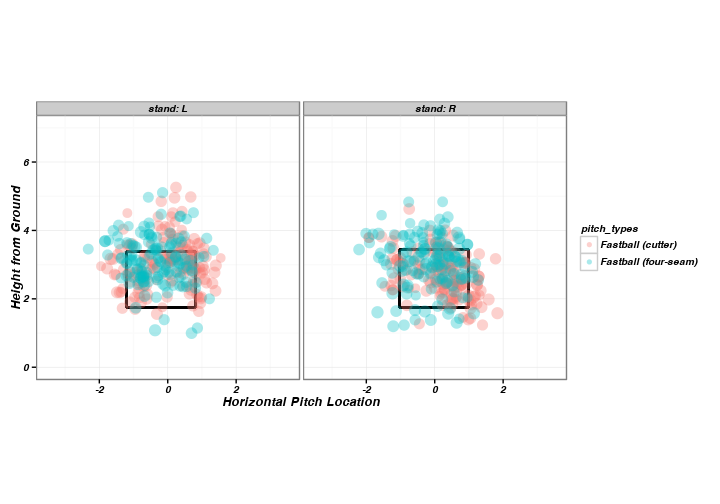 stand: L
stand: R
Height from Ground
6
4
2
0
-2
0
2
-2
0
2
Horizontal Pitch Location
pitch_types
Fastball (cutter)
Fastball (four-seam)